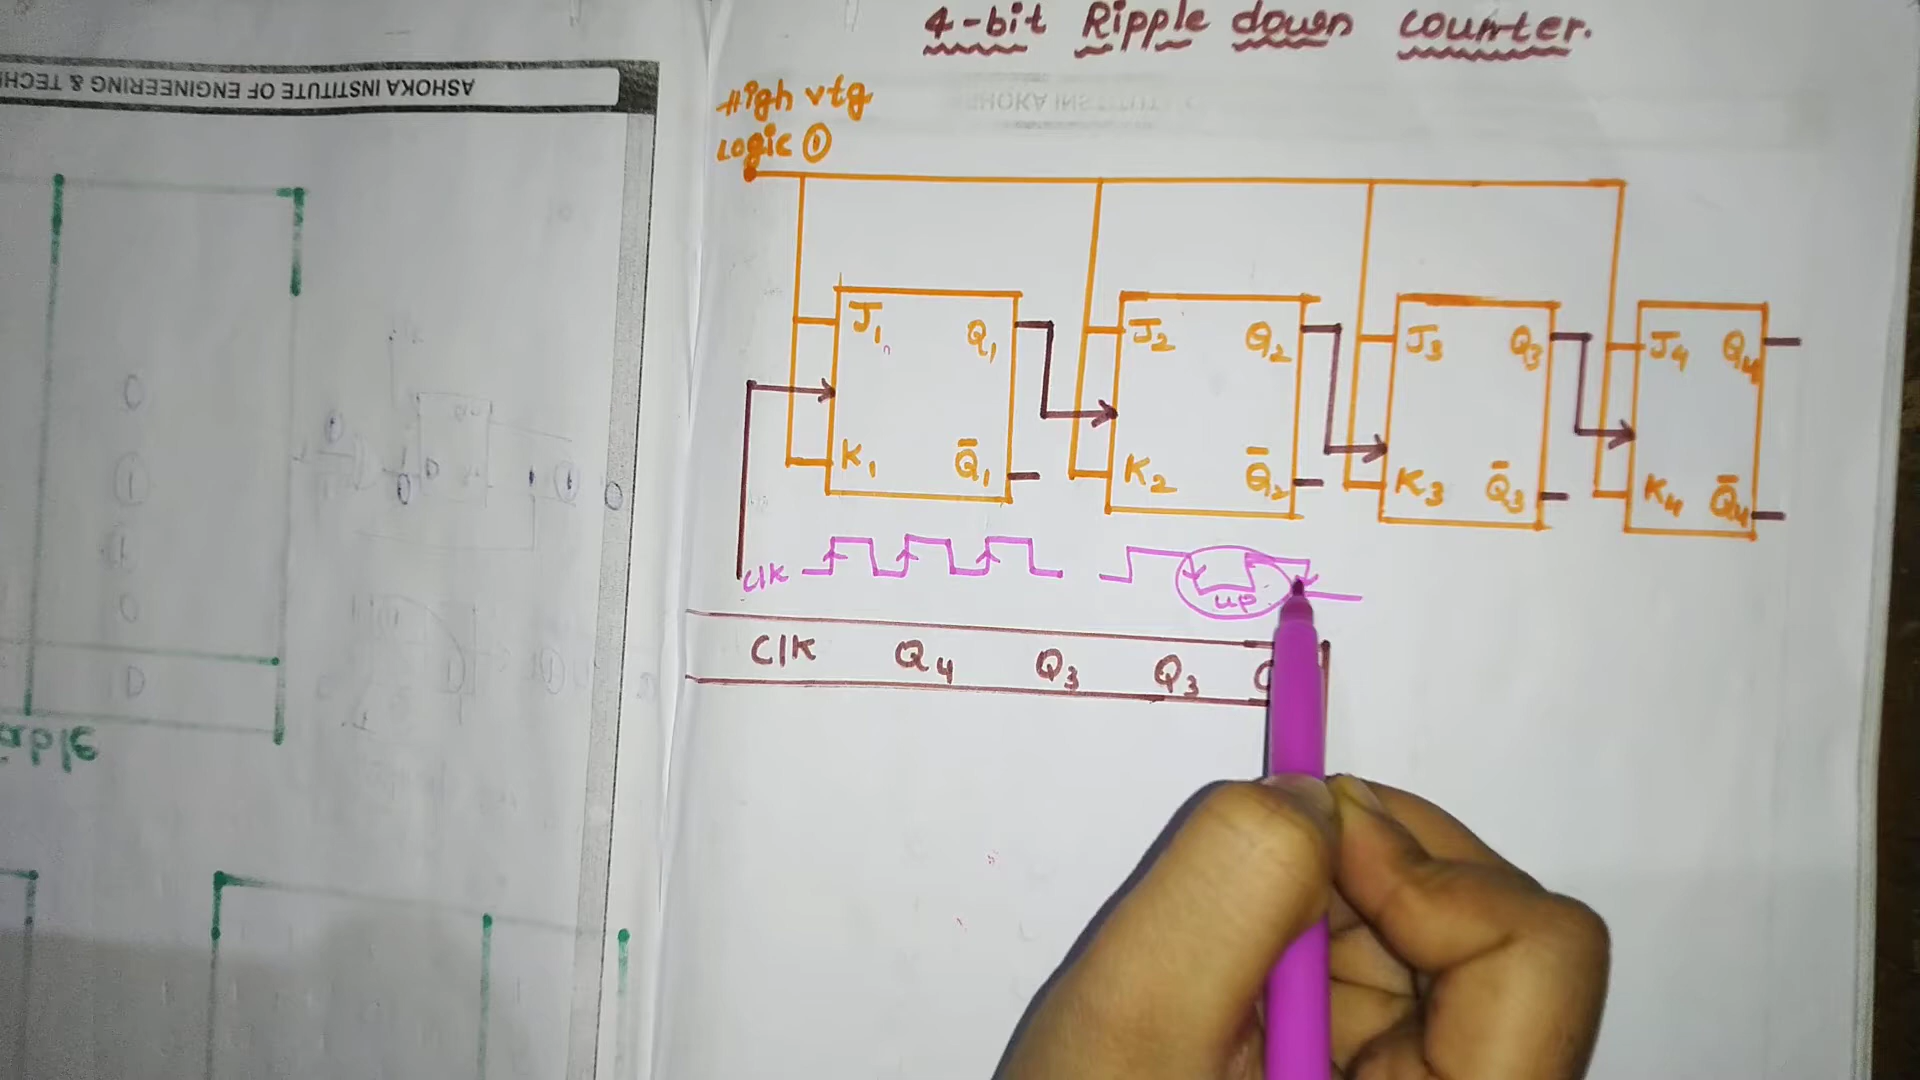 ASHOKA INSTITUTE OF ENGINEERING & TECH
able
4-bit Ripple down counter.
High vtg
Logic 1
J1 Q1 J2 Q2 J3 Q3 J4 Q4
K1 Q̅1 K2 Q̅2 K3 Q̅3 K4 Q̅4
Clk
up
Clk Q4 Q3 Q3